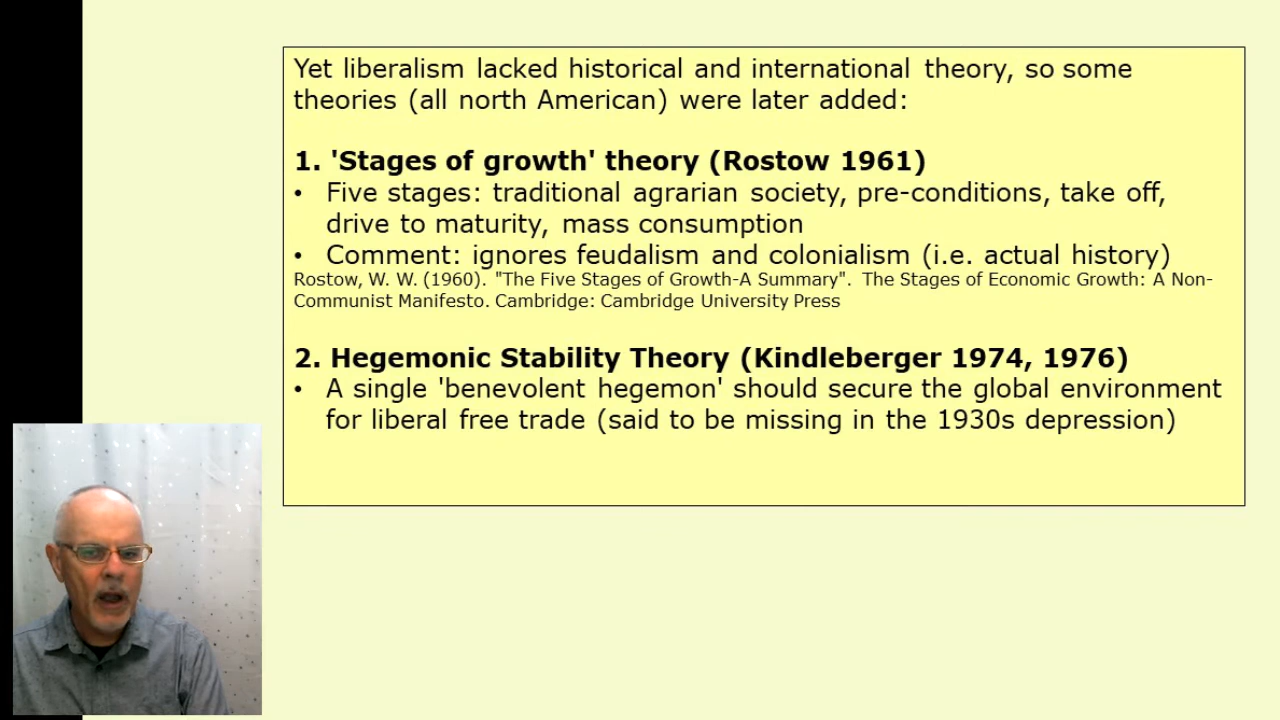 Yet liberalism lacked historical and international theory, so some
theories (all north American) were later added:
1. 'Stages of growth' theory (Rostow 1961)
• Five stages: traditional agrarian society, pre-conditions, take off,
drive to maturity, mass consumption
• Comment: ignores feudalism and colonialism (i.e. actual history)
Rostow, W. W. (1960). "The Five Stages of Growth-A Summary". The Stages of Economic Growth: A Non-
Communist Manifesto. Cambridge: Cambridge University Press
2. Hegemonic Stability Theory (Kindleberger 1974, 1976)
• A single 'benevolent hegemon' should secure the global environment
for liberal free trade (said to be missing in the 1930s depression)